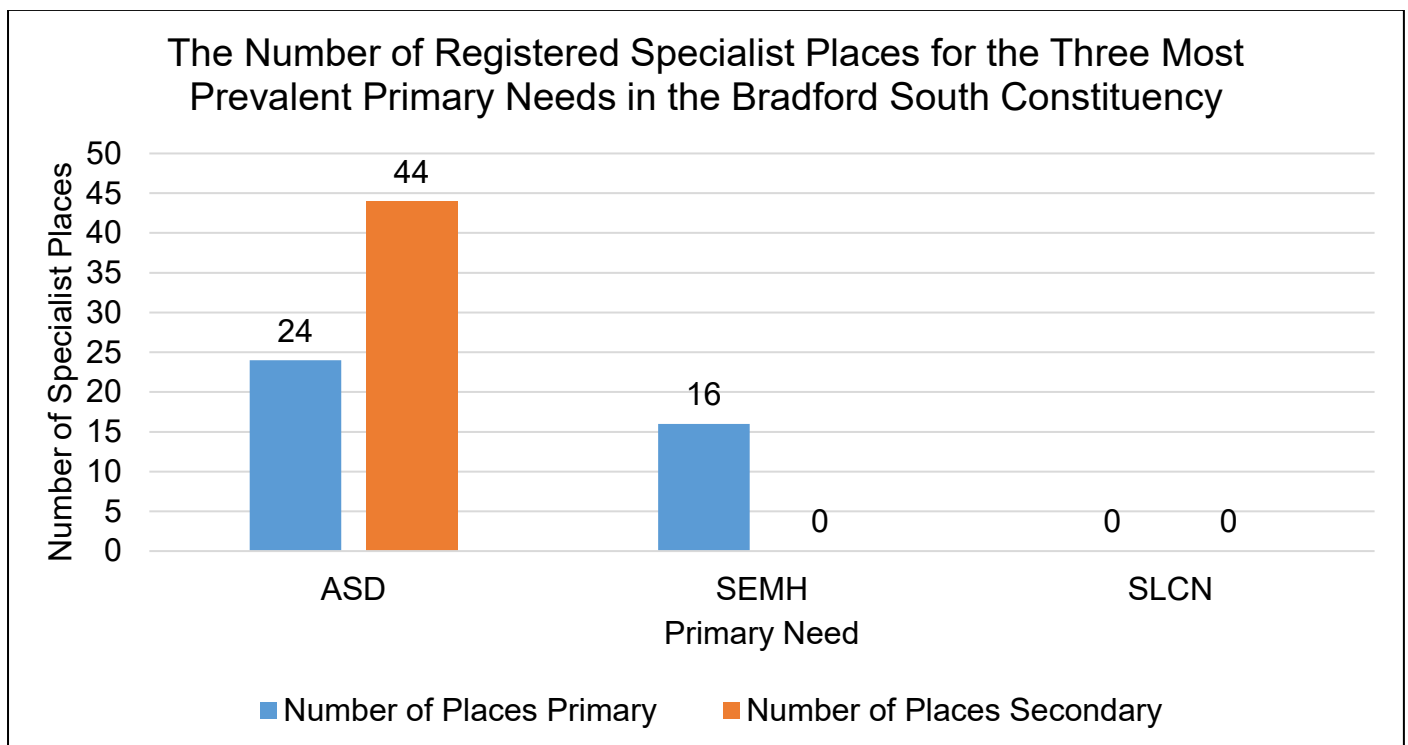 The Number of Registered Specialist Places for the Three Most
Prevalent Primary Needs in the Bradford South Constituency
Number of Specialist Places
50
45
40
35
30
25
20
15
10
5
0
24
44
16
0
0
0
ASD
SEMH
SLCN
Primary Need
Number of Places Primary
Number of Places Secondary